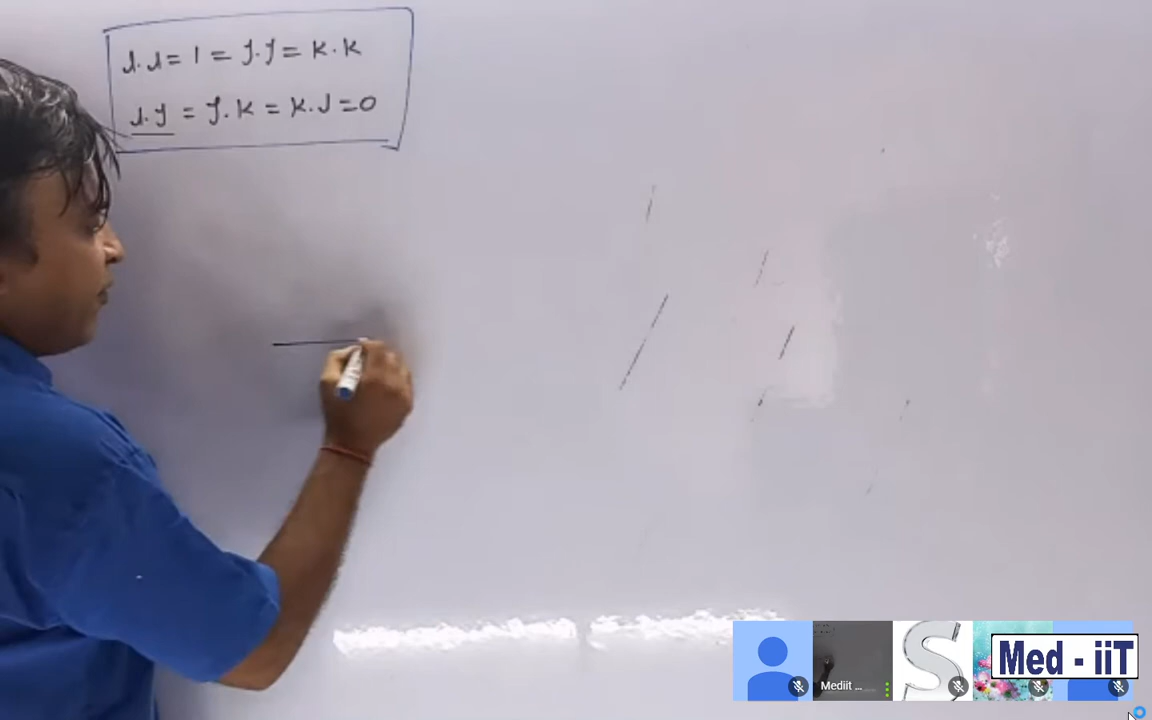 i.i = 1 = j.j = k.k
i.j = j.k = k.i = 0
Mediit ...
S
Med - iiT